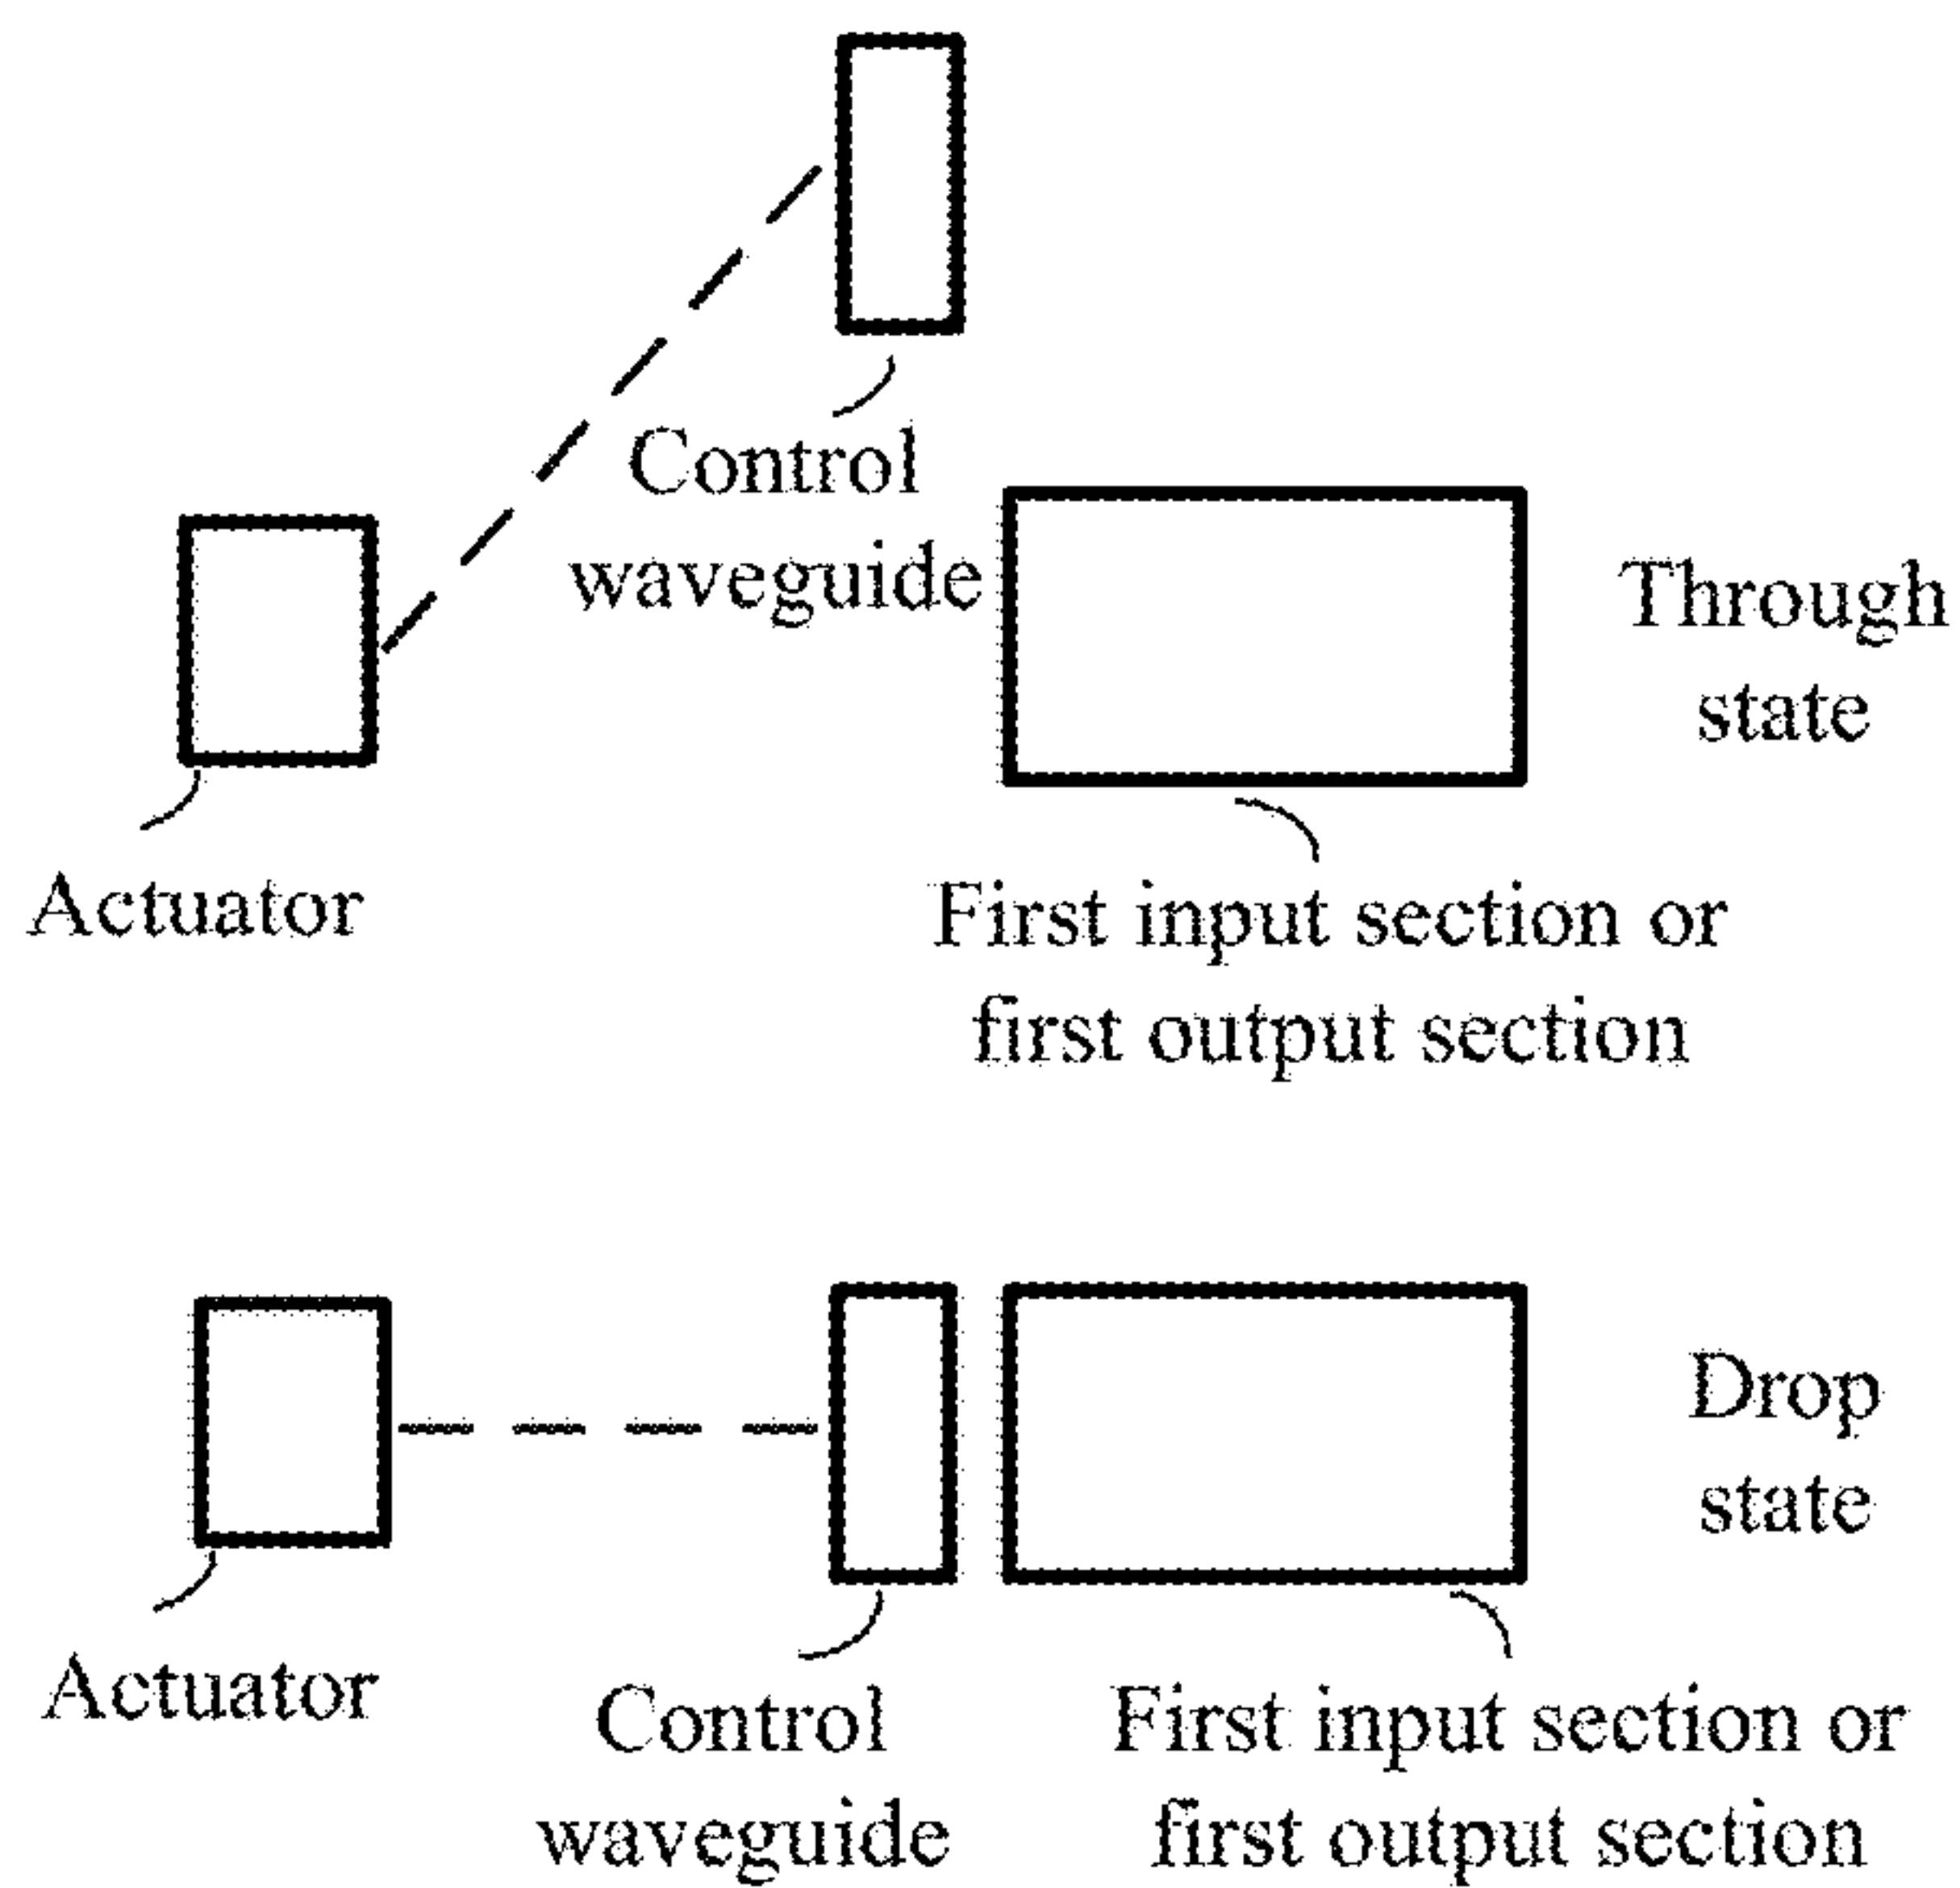 Control
waveguide
Through
state
Actuator
First input section or
first output section
Drop
state
Actuator
Control
waveguide
First input section or
first output section